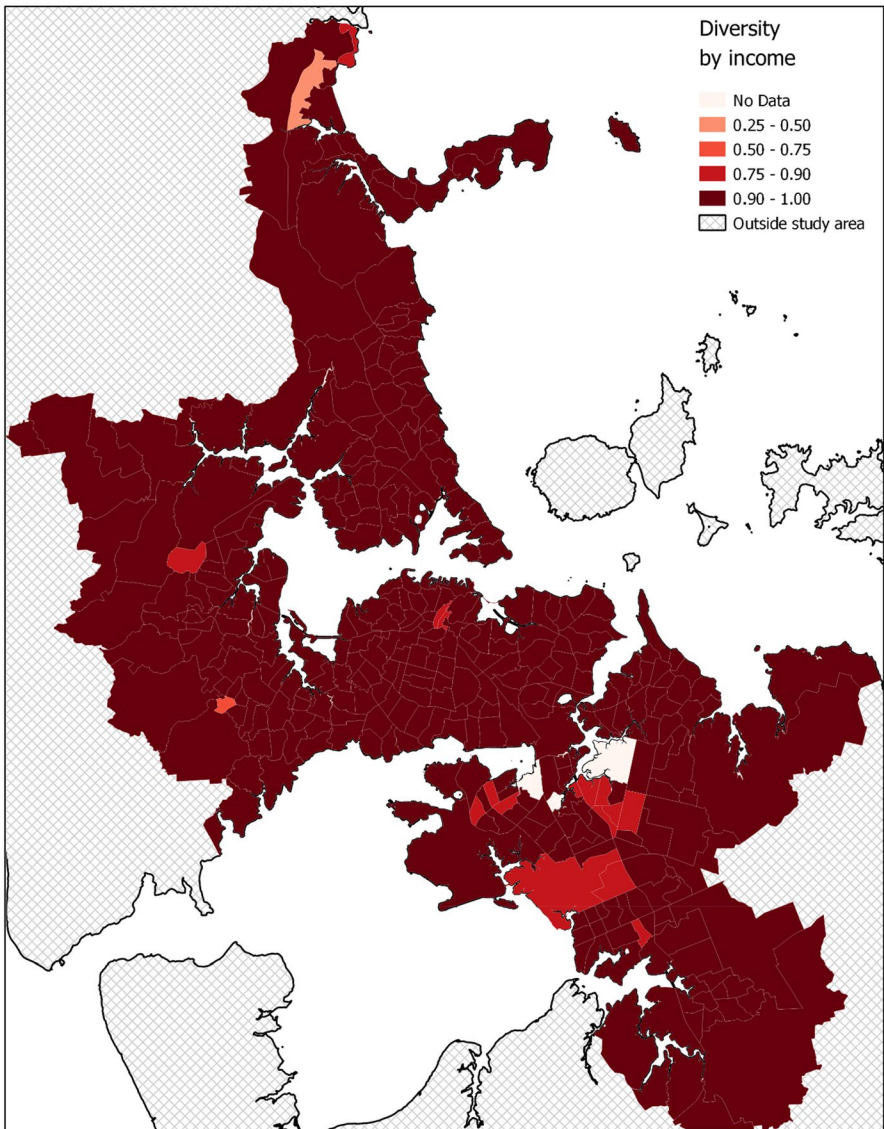 Diversity
by income
No Data
0.25 - 0.50
0.50 - 0.75
0.75 - 0.90
0.90 - 1.00
Outside study area